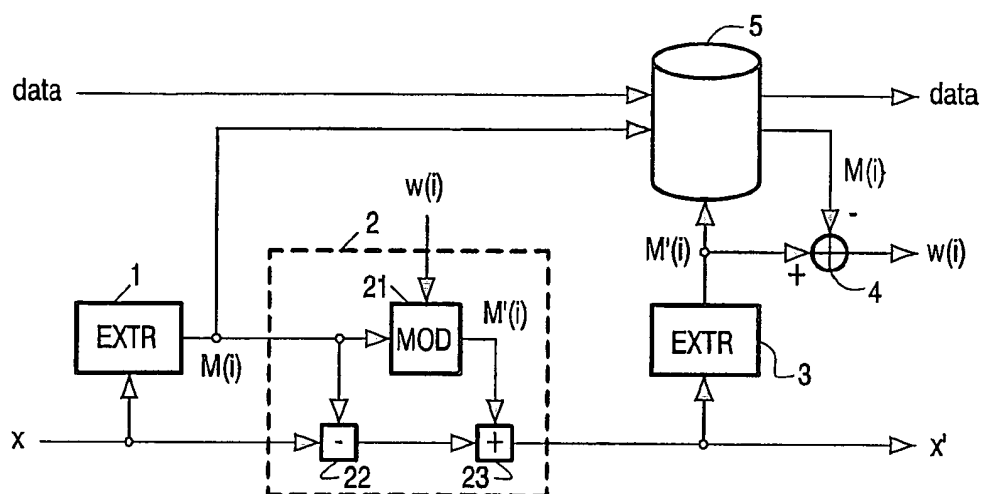 5
data
data
w(i)
M(i)
2
-
1
21
M'(i)
+
w(i)
4
M'(i)
EXTR
MOD
EXTR
M(i)
3
x
-
+
x'
22
23